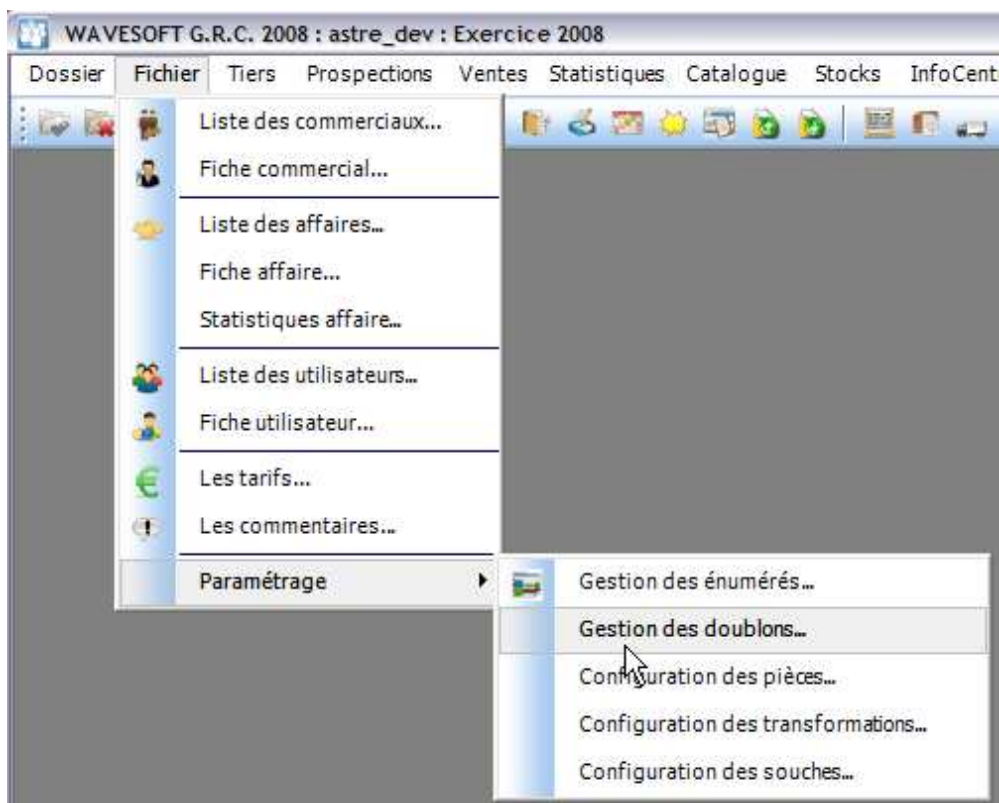 WAVESOFT G.R.C. 2008 : astre_dev : Exercice 2008
Dossier Fichier Tiers Prospections Ventes Statistiques Catalogue Stocks InfoCent
Liste des commerciaux...
Fiche commercial...
Liste des affaires...
Fiche affaire...
Statistiques affaire...
Liste des utilisateurs...
Fiche utilisateur...
Les tarifs...
Les commentaires...
Paramétrage
Gestion des énumérés...
Gestion des doublons...
Configuration des pièces...
Configuration des transformations...
Configuration des souches...